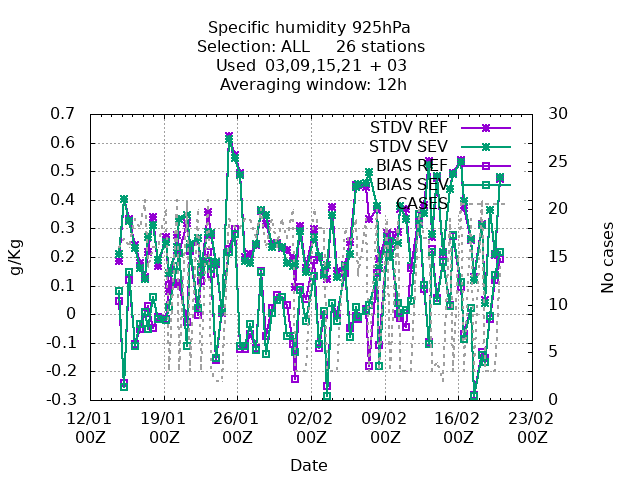 Specific humidity 925hPa
Selection: ALL 26 stations
Used 03,09,15,21 + 03
Averaging window: 12h
0.7
0.6
0.5
0.4
0.3
0.2
0.1
0
-0.1
-0.2
-0.3
g/Kg
STDV REF
STDV SEV
BIAS REF
BIAS SEV
CASES
30
25
20
15
10
5
0
No cases
12/01 19/01 26/01 02/02 09/02 16/02 23/02
00Z 00Z 00Z 00Z 00Z 00Z 00Z
Date